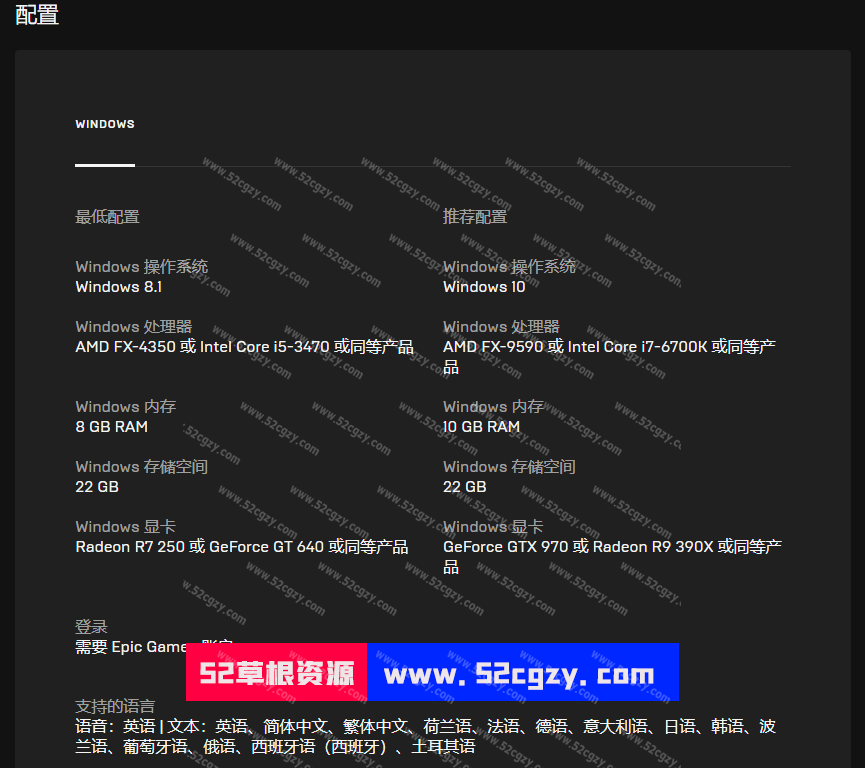 配置
WINDOWS
最低配置
推荐配置
Windows 操作系统
Windows 8.1
Windows 操作系统
Windows 10
Windows 处理器
AMD FX-4350 或 Intel Core i5-3470 或同等产品
Windows 处理器
AMD FX-9590 或 Intel Core i7-6700K 或同等产
品
Windows 内存
8 GB RAM
Windows 内存
10 GB RAM
Windows 存储空间
22 GB
Windows 存储空间
22 GB
Windows 显卡
Radeon R7 250 或 GeForce GT 640 或同等产品
Windows 显卡
GeForce GTX 970 或 Radeon R9 390X 或同等产
品
登录
需要 Epic Game
52草根资源 www.52cgzy.com
支持的语言
语音：英语 | 文本：英语、简体中文、繁体中文、荷兰语、法语、德语、意大利语、日语、韩语、波
兰语、葡萄牙语、俄语、西班牙语（西班牙）、土耳其语
www.52cgzy.com